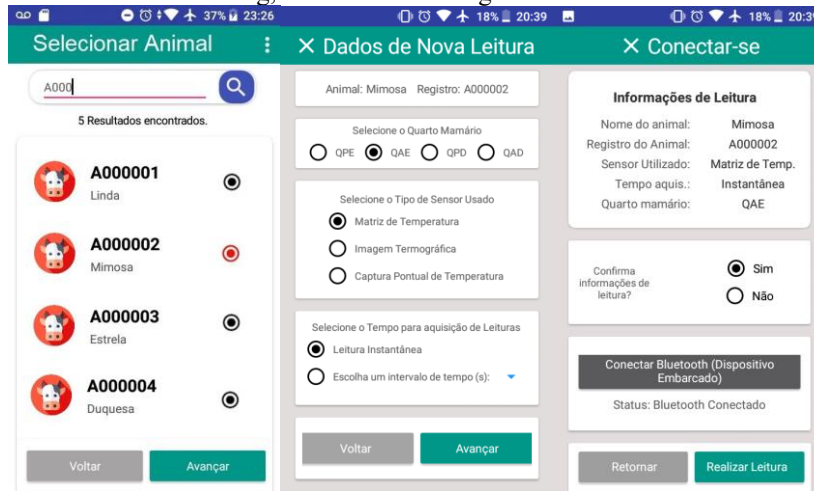 37% 23:26
Selecionar Animal
A000
5 Resultados encontrados.
A000001
Linda
A000002
Mimosa
A000003
Estrela
A000004
Duquesa
Voltar Avançar
18% 20:39
Dados de Nova Leitura
Animal: Mimosa Registro: A000002
Selecione o Quarto Mamário
QPE QAE QPD QAD
Selecione o Tipo de Sensor Usado
Matriz de Temperatura
Imagem Termográfica
Captura Pontual de Temperatura
Selecione o Tempo para aquisição de Leituras
Leitura Instantânea
Escolha um intervalo de tempo (s):
Voltar Avançar
18% 20:39
Conectar-se
Informações de Leitura
Nome do animal: Mimosa
Registro do Animal: A000002
Sensor Utilizado: Matriz de Temp.
Tempo aquis.: Instantânea
Quarto mamário: QAE
Confirma
informações de
leitura?
Sim
Não
Conectar Bluetooth (Dispositivo
Embarcado)
Status: Bluetooth Conectado
Retornar Realizar Leitura